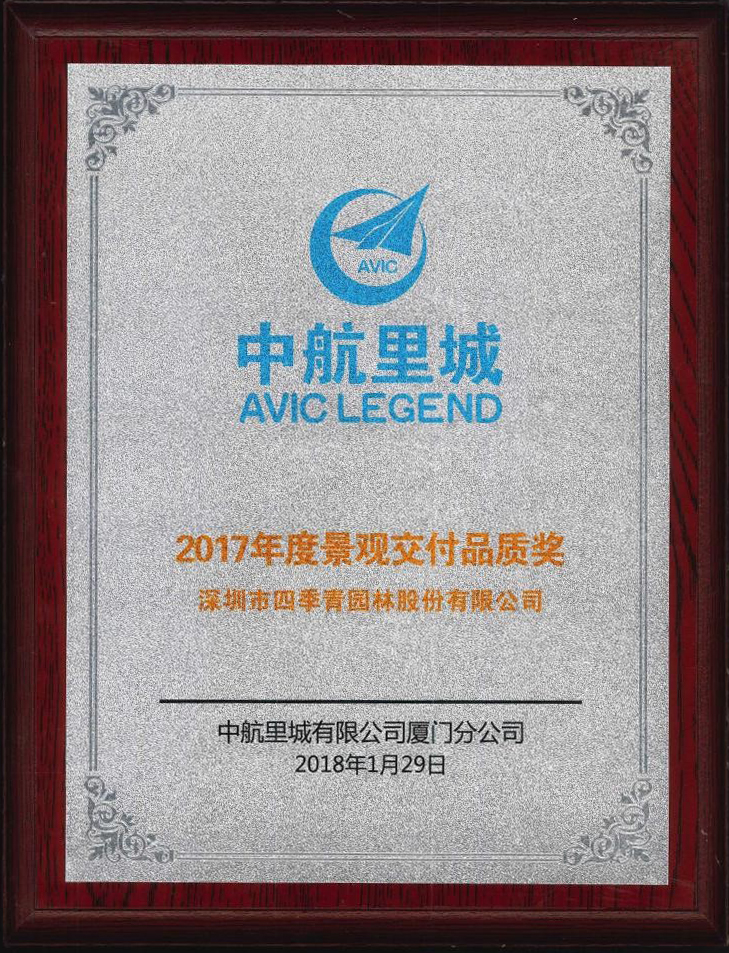 AVIC
中航里城
AVIC LEGEND
2017年度景观交付品质奖
深圳市四季青园林股份有限公司
中航里城有限公司厦门分公司
2018年1月29日